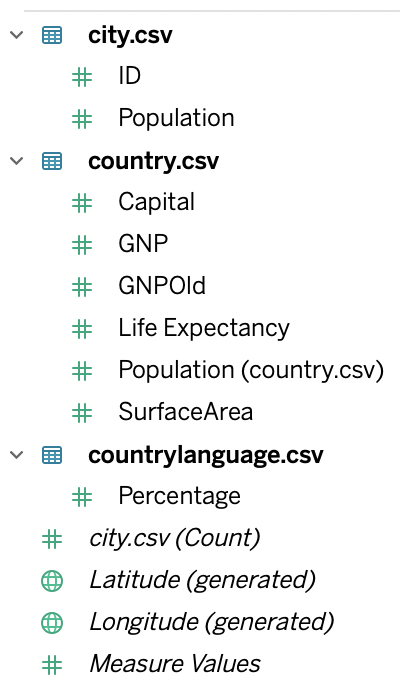 city.csv
ID
Population
country.csv
Capital
GNP
GNPOld
Life Expectancy
Population (country.csv)
SurfaceArea
countrylanguage.csv
Percentage
city.csv (Count)
Latitude (generated)
Longitude (generated)
Measure Values